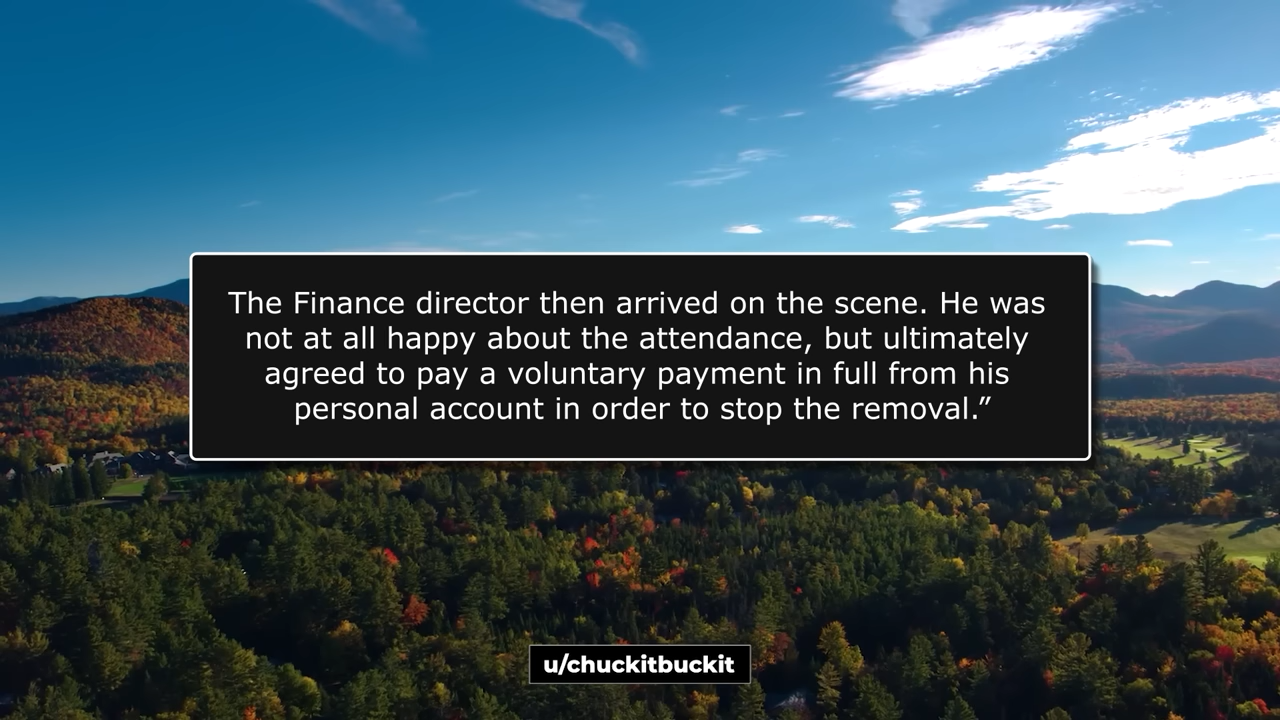 The Finance director then arrived on the scene. He was
not at all happy about the attendance, but ultimately
agreed to pay a voluntary payment in full from his
personal account in order to stop the removal.”
u/chuckitbuckit